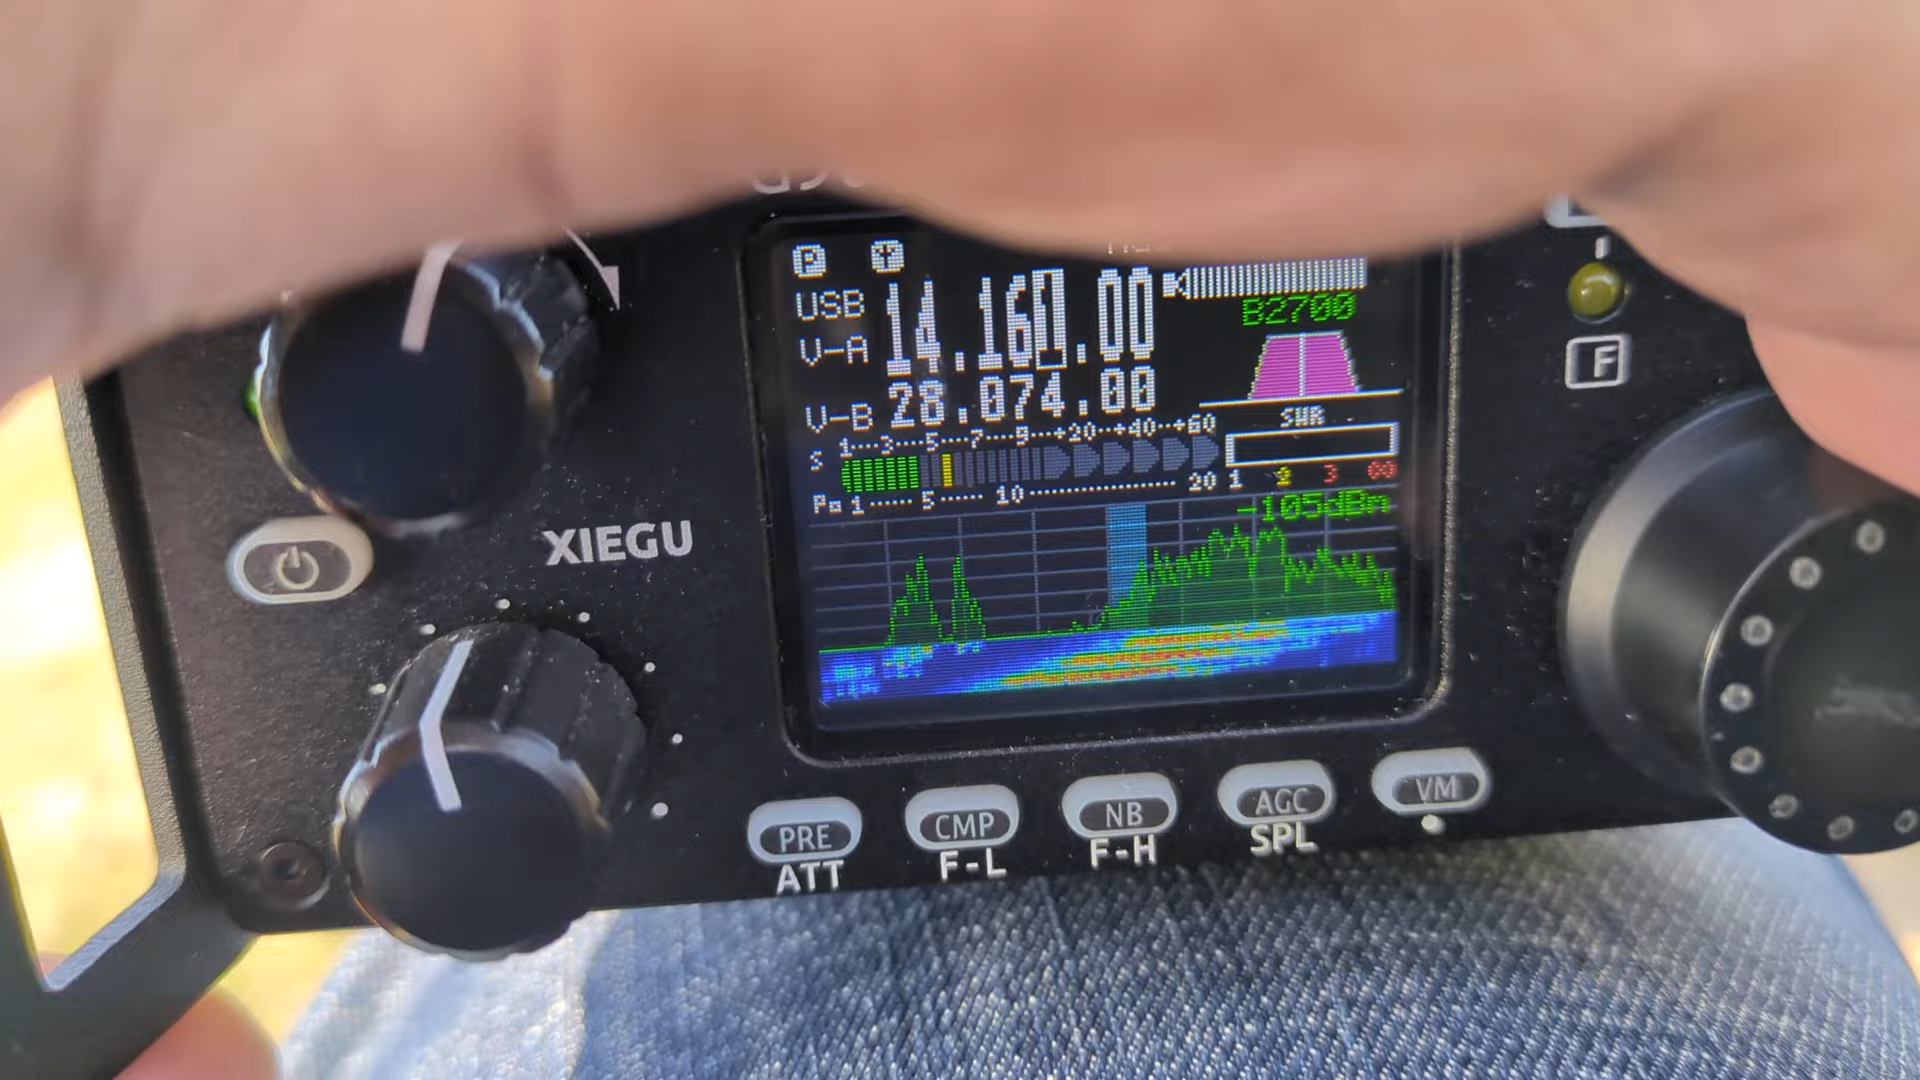 P
USB 14.161.00
B2700
V-A
V-B 28.074.00
SWR
1 3 5 7 9 +20 +40 +60
S
1 2 3 ∞
Po 1 5 10 20
-105dBm
XIEGU
F
PRE CMP NB AGC VM
ATT F-L F-H SPL